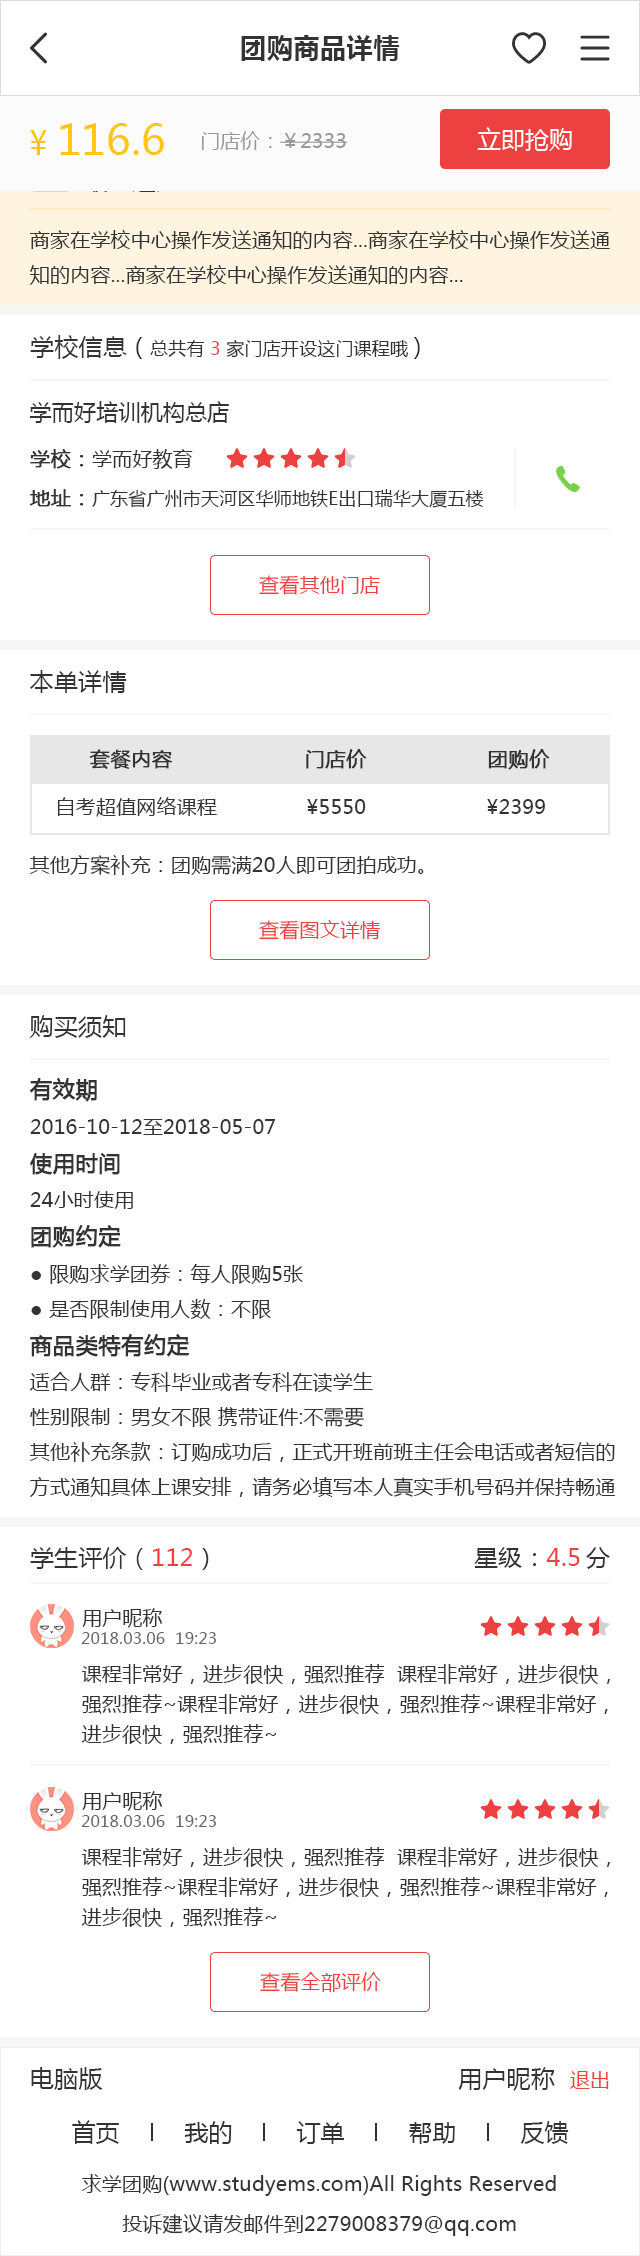 团购商品详情
¥ 116.6 门店价：¥2333 立即抢购
商家在学校中心操作发送通知的内容...商家在学校中心操作发送通
知的内容...商家在学校中心操作发送通知的内容...
学校信息（总共有 3 家门店开设这门课程哦）
学而好培训机构总店
学校：学而好教育
地址：广东省广州市天河区华师地铁E出口瑞华大厦五楼
查看其他门店
本单详情
套餐内容 门店价 团购价
自考超值网络课程 ¥5550 ¥2399
其他方案补充：团购需满20人即可团拍成功。
查看图文详情
购买须知
有效期
2016-10-12至2018-05-07
使用时间
24小时使用
团购约定
● 限购求学团券：每人限购5张
● 是否限制使用人数：不限
商品类特有约定
适合人群：专科毕业或者专科在读学生
性别限制：男女不限 携带证件:不需要
其他补充条款：订购成功后，正式开班前班主任会电话或者短信的
方式通知具体上课安排，请务必填写本人真实手机号码并保持畅通
学生评价（112） 星级：4.5 分
用户昵称
2018.03.06 19:23
课程非常好，进步很快，强烈推荐 课程非常好，进步很快，
强烈推荐~课程非常好，进步很快，强烈推荐~课程非常好，
进步很快，强烈推荐~
用户昵称
2018.03.06 19:23
课程非常好，进步很快，强烈推荐 课程非常好，进步很快，
强烈推荐~课程非常好，进步很快，强烈推荐~课程非常好，
进步很快，强烈推荐~
查看全部评价
电脑版 用户昵称 退出
首页 | 我的 | 订单 | 帮助 | 反馈
求学团购(www.studyems.com)All Rights Reserved
投诉建议请发邮件到2279008379@qq.com